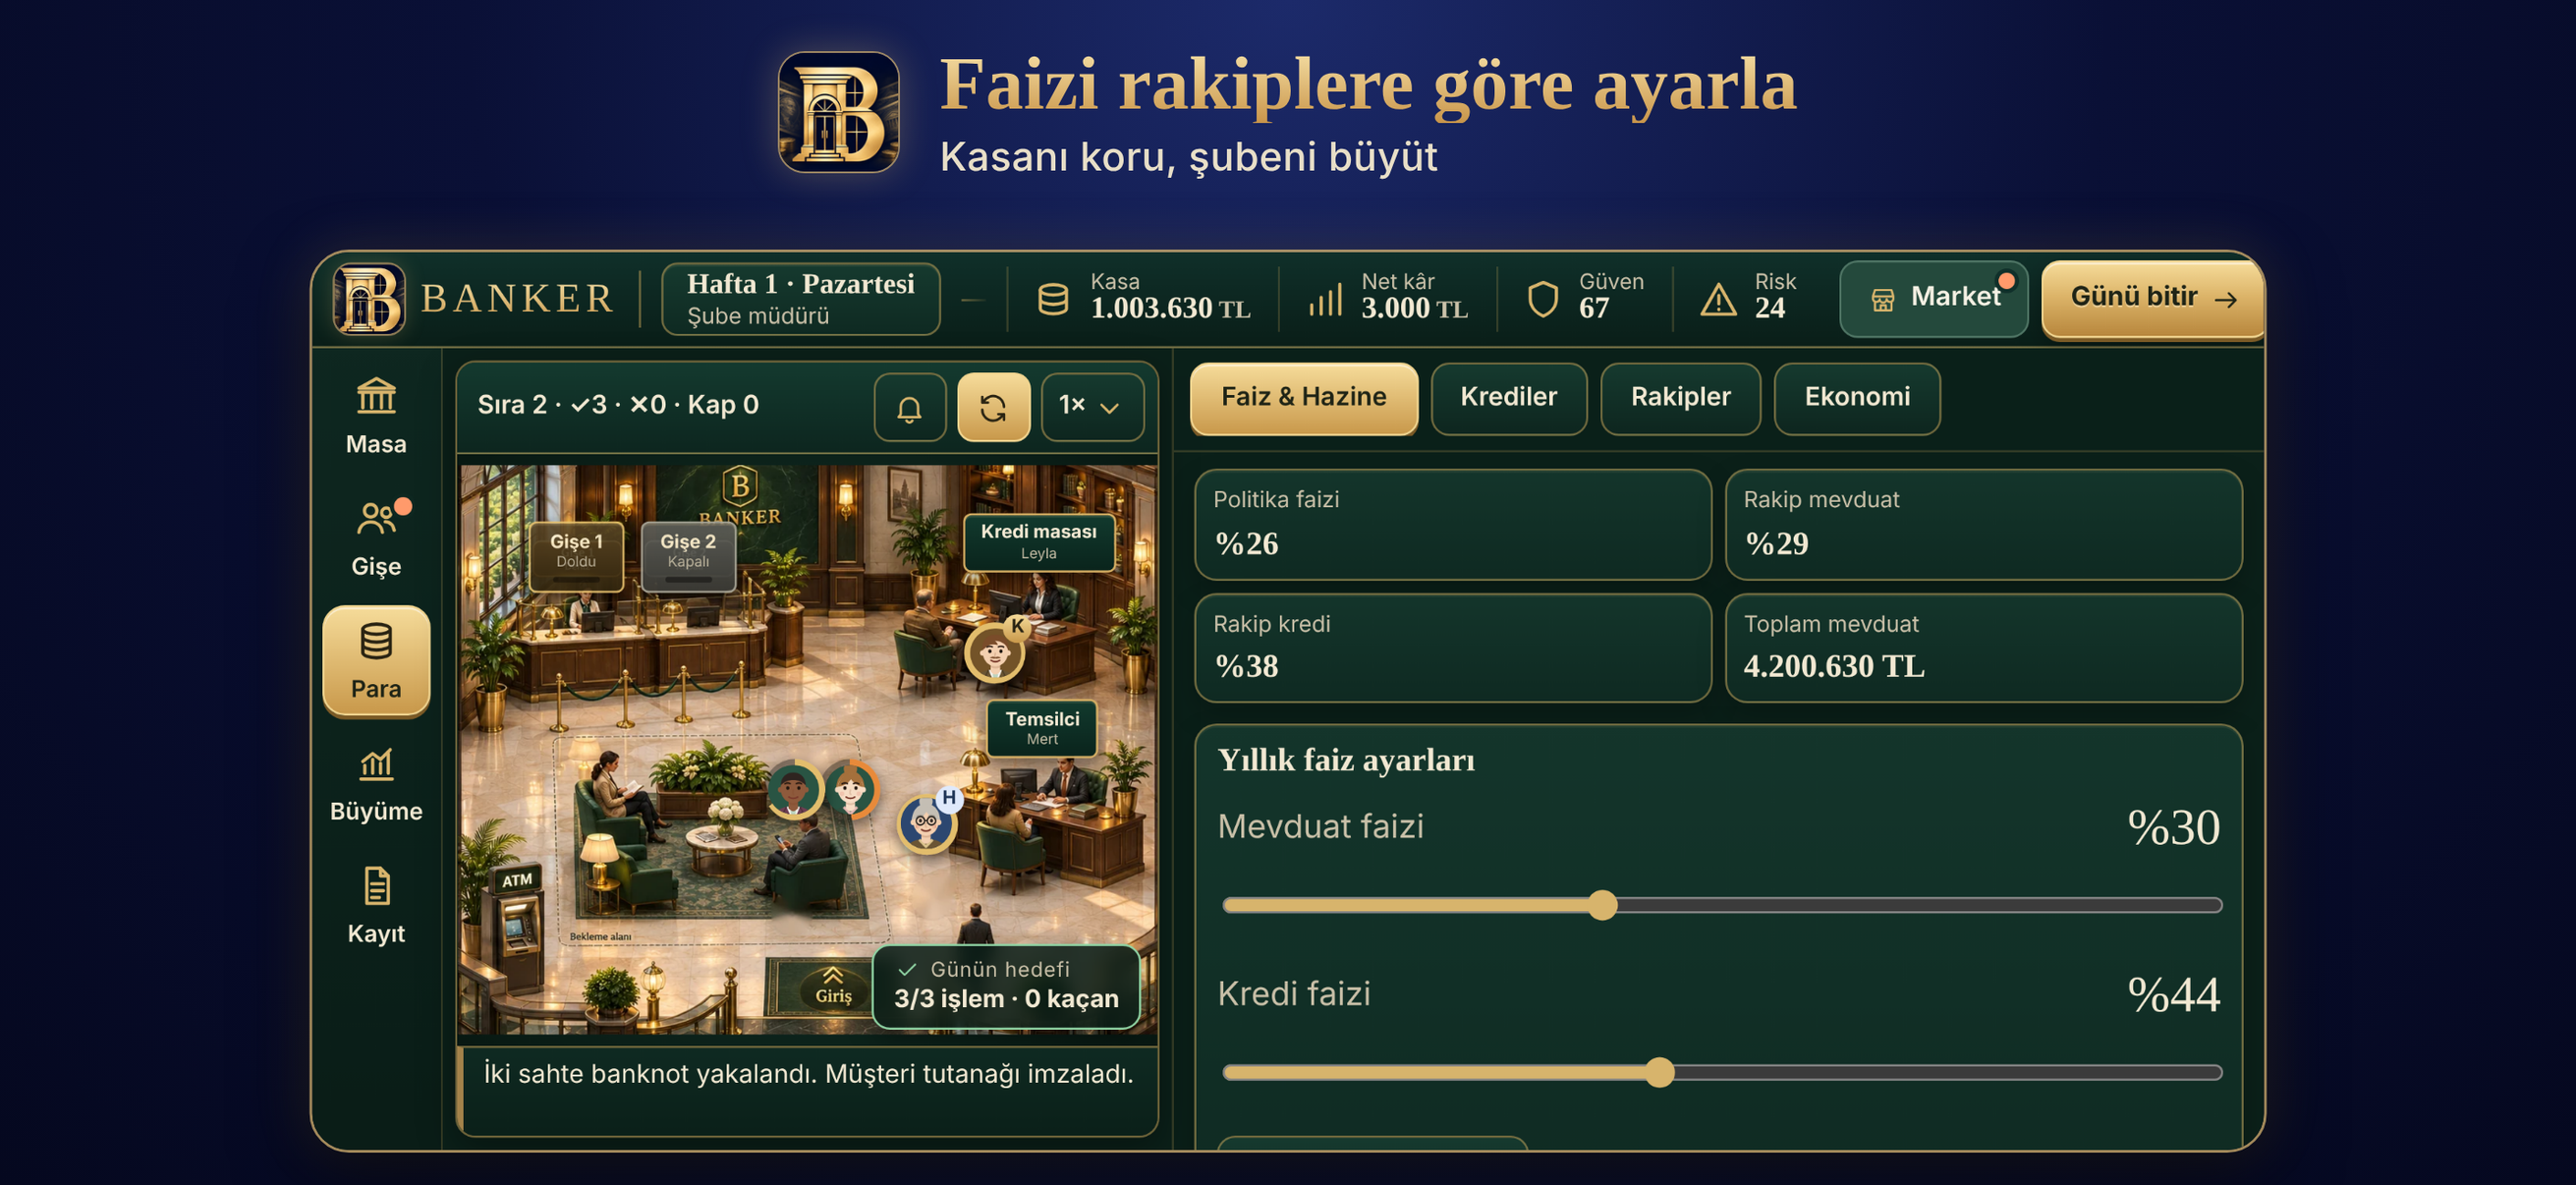 Faizi rakiplere göre ayarla
Kasanı koru, şubeni büyüt
BANKER
Hafta 1 · Pazartesi
Şube müdürü
Kasa
1.003.630 TL
Net kâr
3.000 TL
Güven
67
Risk
24
Market
Günü bitir →
Masa
Gişe
Para
Büyüme
Kayıt
Sıra 2 · ✓3 · ✕0 · Kap 0
1×
B
BANKER
Gişe 1
Doldu
Gişe 2
Kapalı
Kredi masası
Leyla
K
Temsilci
Mert
H
ATM
Bekleme alanı
Giriş
✓ Günün hedefi
3/3 işlem · 0 kaçan
İki sahte banknot yakalandı. Müşteri tutanağı imzaladı.
Faiz & Hazine
Krediler
Rakipler
Ekonomi
Politika faizi
%26
Rakip mevduat
%29
Rakip kredi
%38
Toplam mevduat
4.200.630 TL
Yıllık faiz ayarları
Mevduat faizi
%30
Kredi faizi
%44